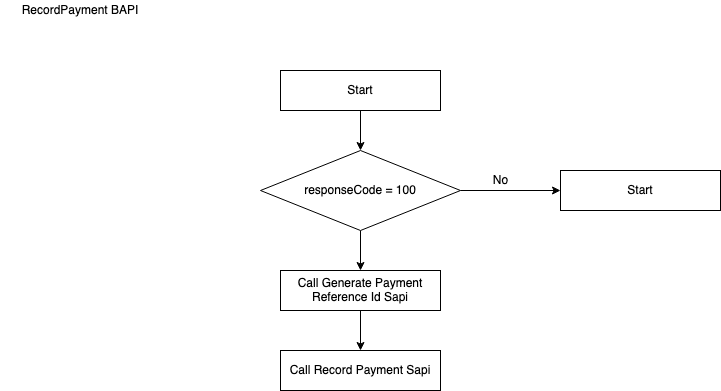 RecordPayment BAPI
Start
responseCode = 100
No
Start
Call Generate Payment
Reference Id Sapi
Call Record Payment Sapi